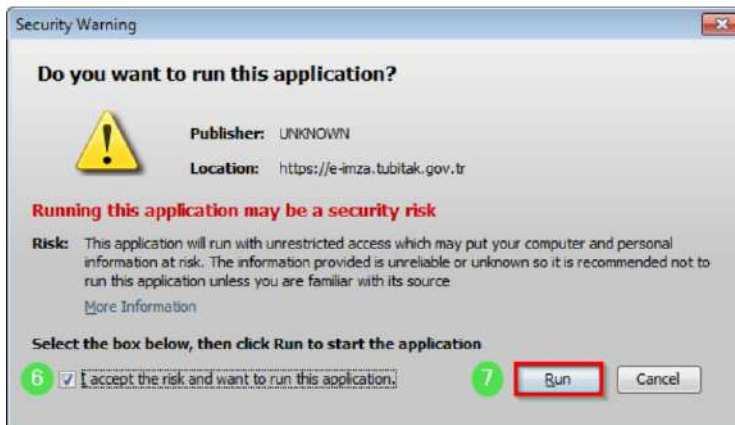 Security Warning
Do you want to run this application?
Publisher: UNKNOWN
Location: https://e-imza.tubitak.gov.tr
Running this application may be a security risk
Risk: This application will run with unrestricted access which may put your computer and personal
information at risk. The information provided is unreliable or unknown so it is recommended not to
run this application unless you are familiar with its source
More Information
Select the box below, then click Run to start the application
6 I accept the risk and want to run this application. 7 Run Cancel